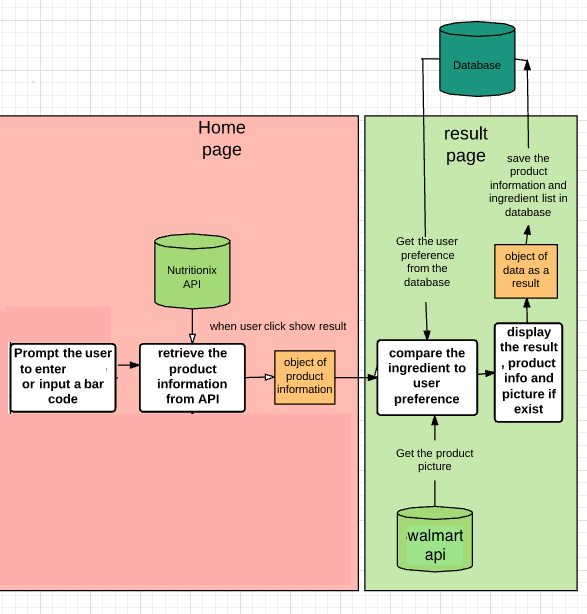 Database
Home
page
result
page
save the
product
information and
ingredient list in
database
Get the user
preference
from the
database
object of
data as a
result
Nutritionix
API
when user click show result
Prompt the user
to enter
or input a bar
code
retrieve the
product
information
from API
object of
product
information
compare the
ingredient to
user
preference
display
the result
, product
info and
picture if
exist
Get the product
picture
walmart
api